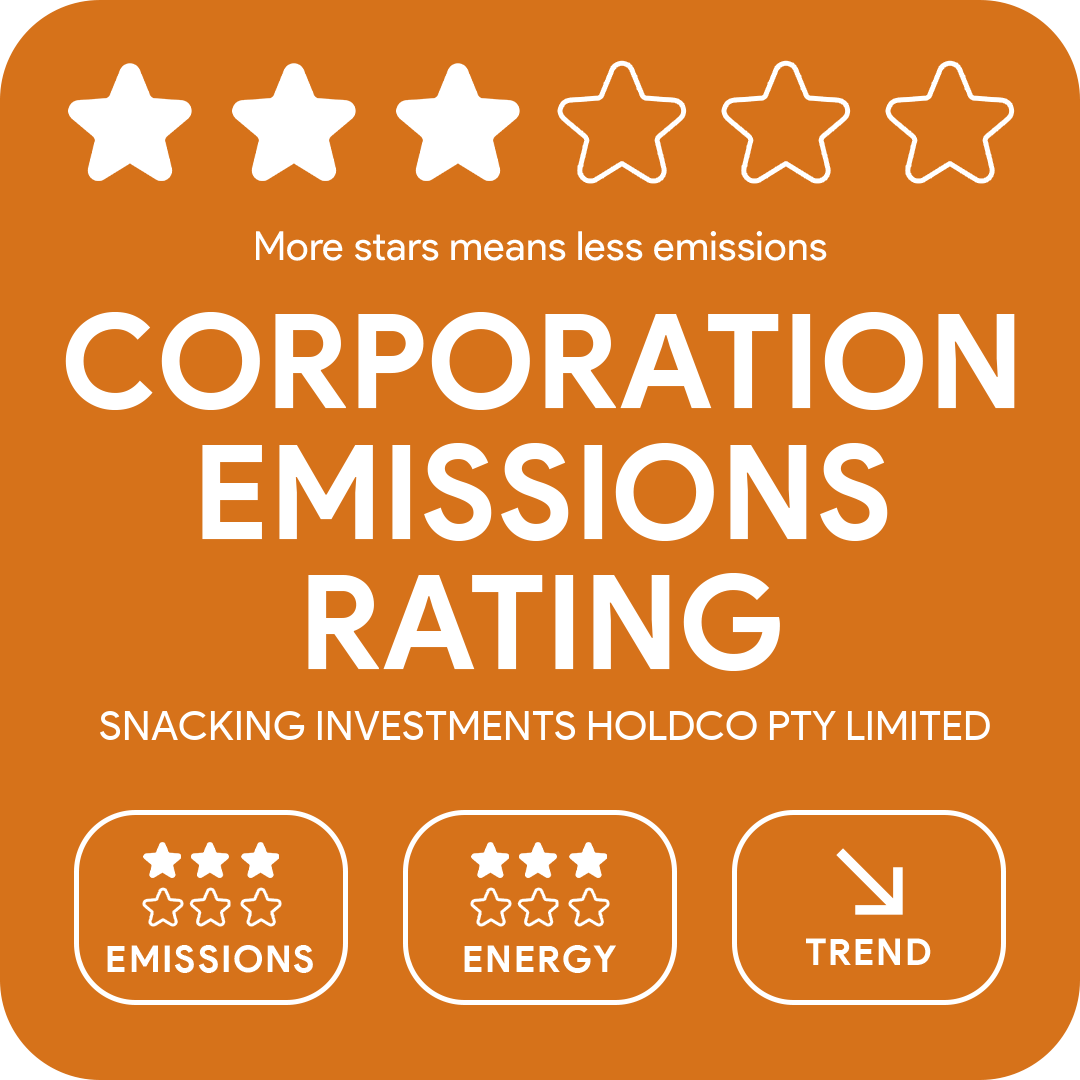 More stars means less emissions
CORPORATION
EMISSIONS
RATING
SNACKING INVESTMENTS HOLDCO PTY LIMITED
EMISSIONS
ENERGY
TREND